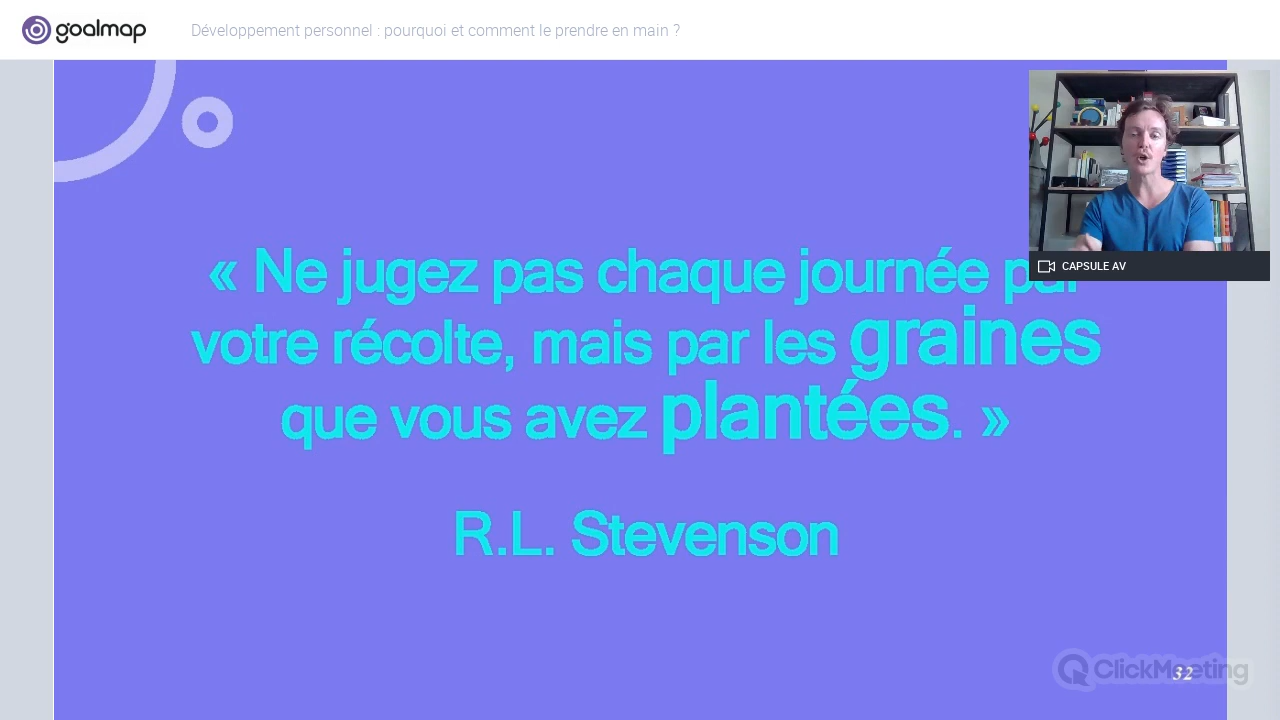 goalmap
Développement personnel : pourquoi et comment le prendre en main ?
« Ne jugez pas chaque journée par
votre récolte, mais par les graines
que vous avez plantées. »
R.L. Stevenson
CAPSULE AV
ClickMeeting
32